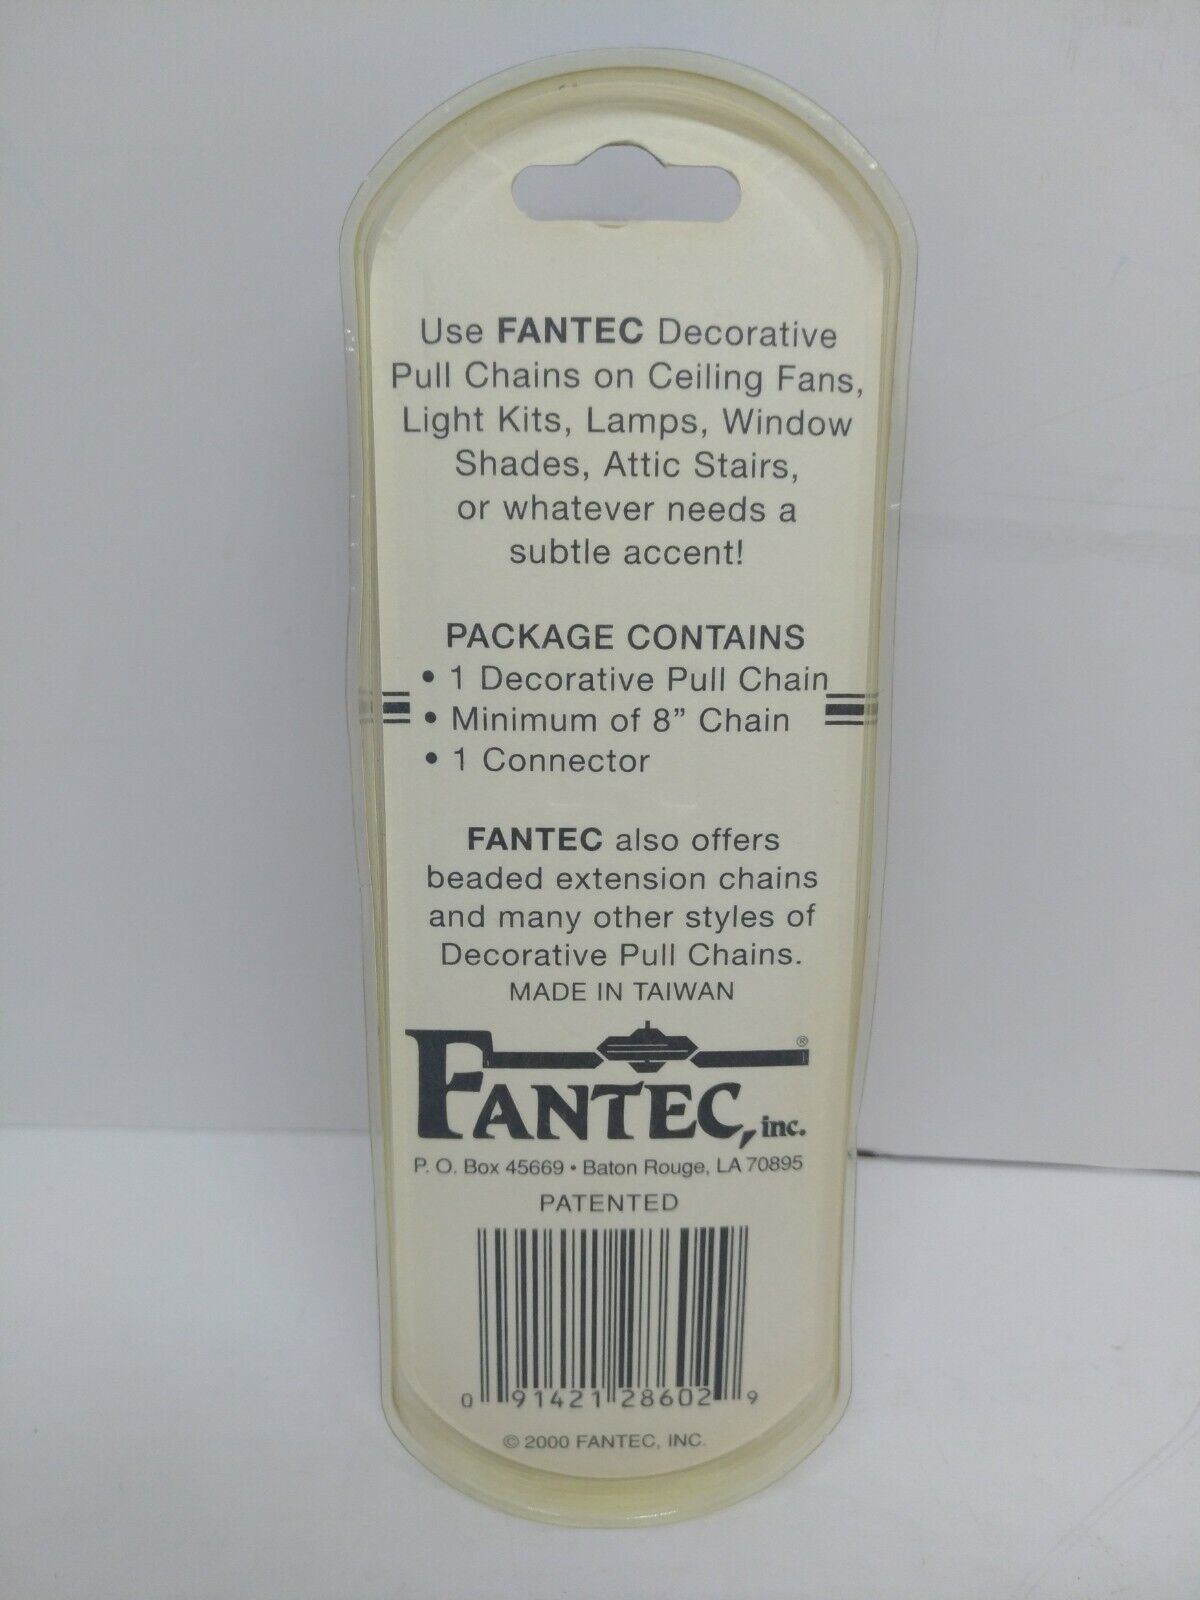 Use FANTEC Decorative
Pull Chains on Ceiling Fans,
Light Kits, Lamps, Window
Shades, Attic Stairs,
or whatever needs a
subtle accent!
PACKAGE CONTAINS
• 1 Decorative Pull Chain
• Minimum of 8” Chain
• 1 Connector
FANTEC also offers
beaded extension chains
and many other styles of
Decorative Pull Chains.
MADE IN TAIWAN
FANTEC, inc. ®
P. O. Box 45669 • Baton Rouge, LA 70895
PATENTED
0 91421 28602 9
© 2000 FANTEC, INC.